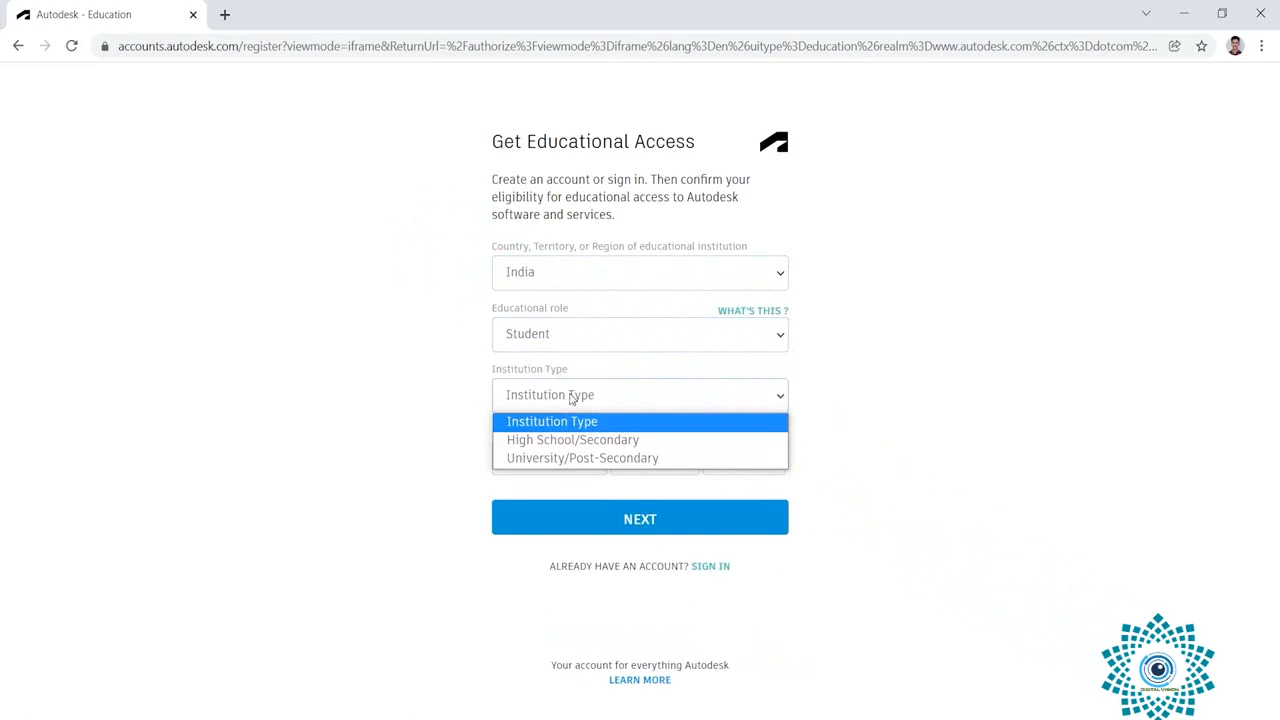 Autodesk - Education
accounts.autodesk.com/register?viewmode=iframe&ReturnUrl=%2Fauthorize%3Fviewmode%3Diframe%26lang%3Den%26uitype%3Deducation%26realm%3Dwww.autodesk.com%26ctx%3Ddotcom%2...
Get Educational Access
Create an account or sign in. Then confirm your
eligibility for educational access to Autodesk
software and services.
Country, Territory, or Region of educational institution
India
Educational role
WHAT'S THIS ?
Student
Institution Type
Institution Type
Institution Type
High School/Secondary
University/Post-Secondary
NEXT
ALREADY HAVE AN ACCOUNT? SIGN IN
Your account for everything Autodesk
LEARN MORE
DIGITAL VISION